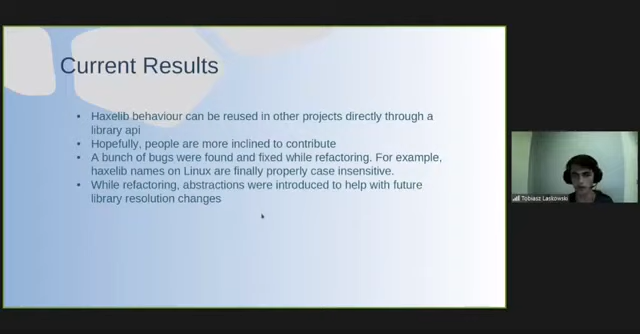 Current Results
• Haxelib behaviour can be reused in other projects directly through a
library api
• Hopefully, people are more inclined to contribute
• A bunch of bugs were found and fixed while refactoring. For example,
haxelib names on Linux are finally properly case insensitive.
• While refactoring, abstractions were introduced to help with future
library resolution changes
Tobiasz Laskowski